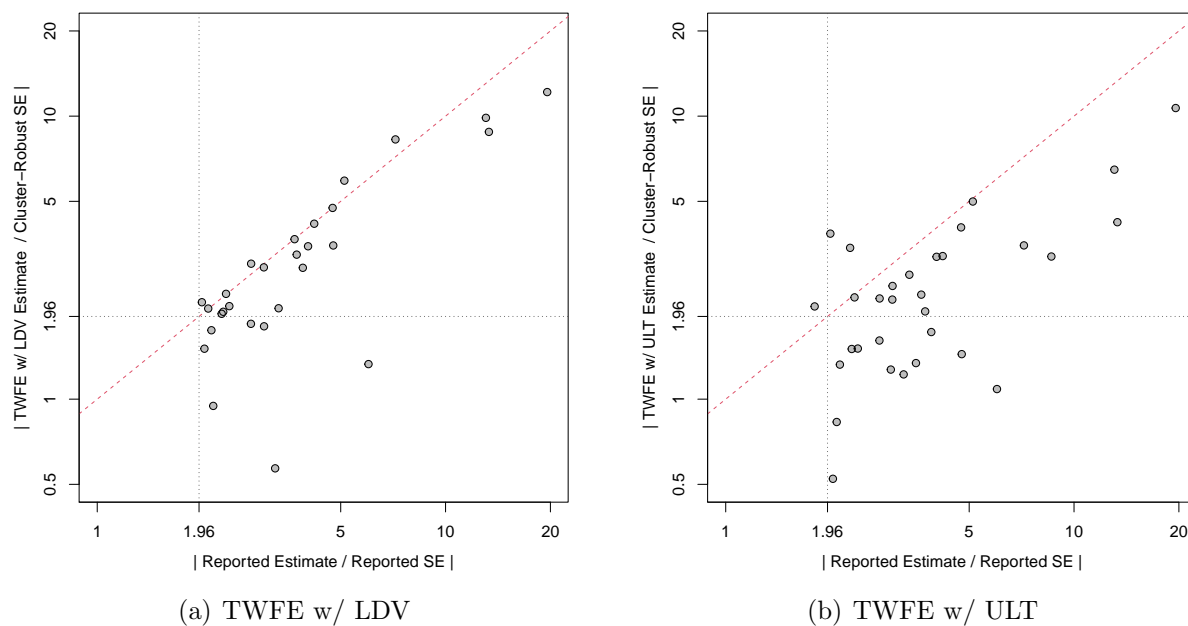 | TWFE w/ LDV Estimate / Cluster−Robust SE |
20
10
5
1.96
1
0.5
1 1.96 5 10 20
| Reported Estimate / Reported SE |
(a) TWFE w/ LDV
| TWFE w/ ULT Estimate / Cluster−Robust SE |
20
10
5
1.96
1
0.5
1 1.96 5 10 20
| Reported Estimate / Reported SE |
(b) TWFE w/ ULT